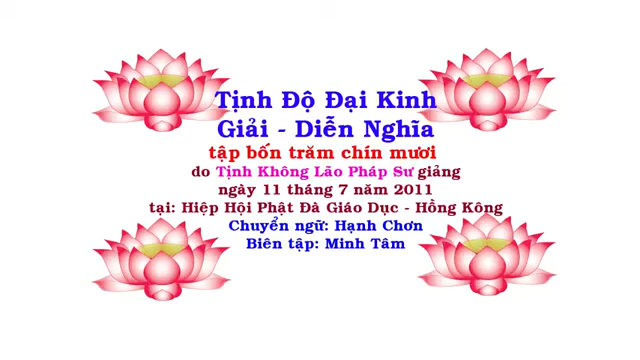 Tịnh Độ Đại Kinh
Giải - Diễn Nghĩa
tập bốn trăm chín mươi
do Tịnh Không Lão Pháp Sư giảng
ngày 11 tháng 7 năm 2011
tại: Hiệp Hội Phật Đà Giáo Dục - Hồng Kông
Chuyển ngữ: Hạnh Chơn
Biên tập: Minh Tâm